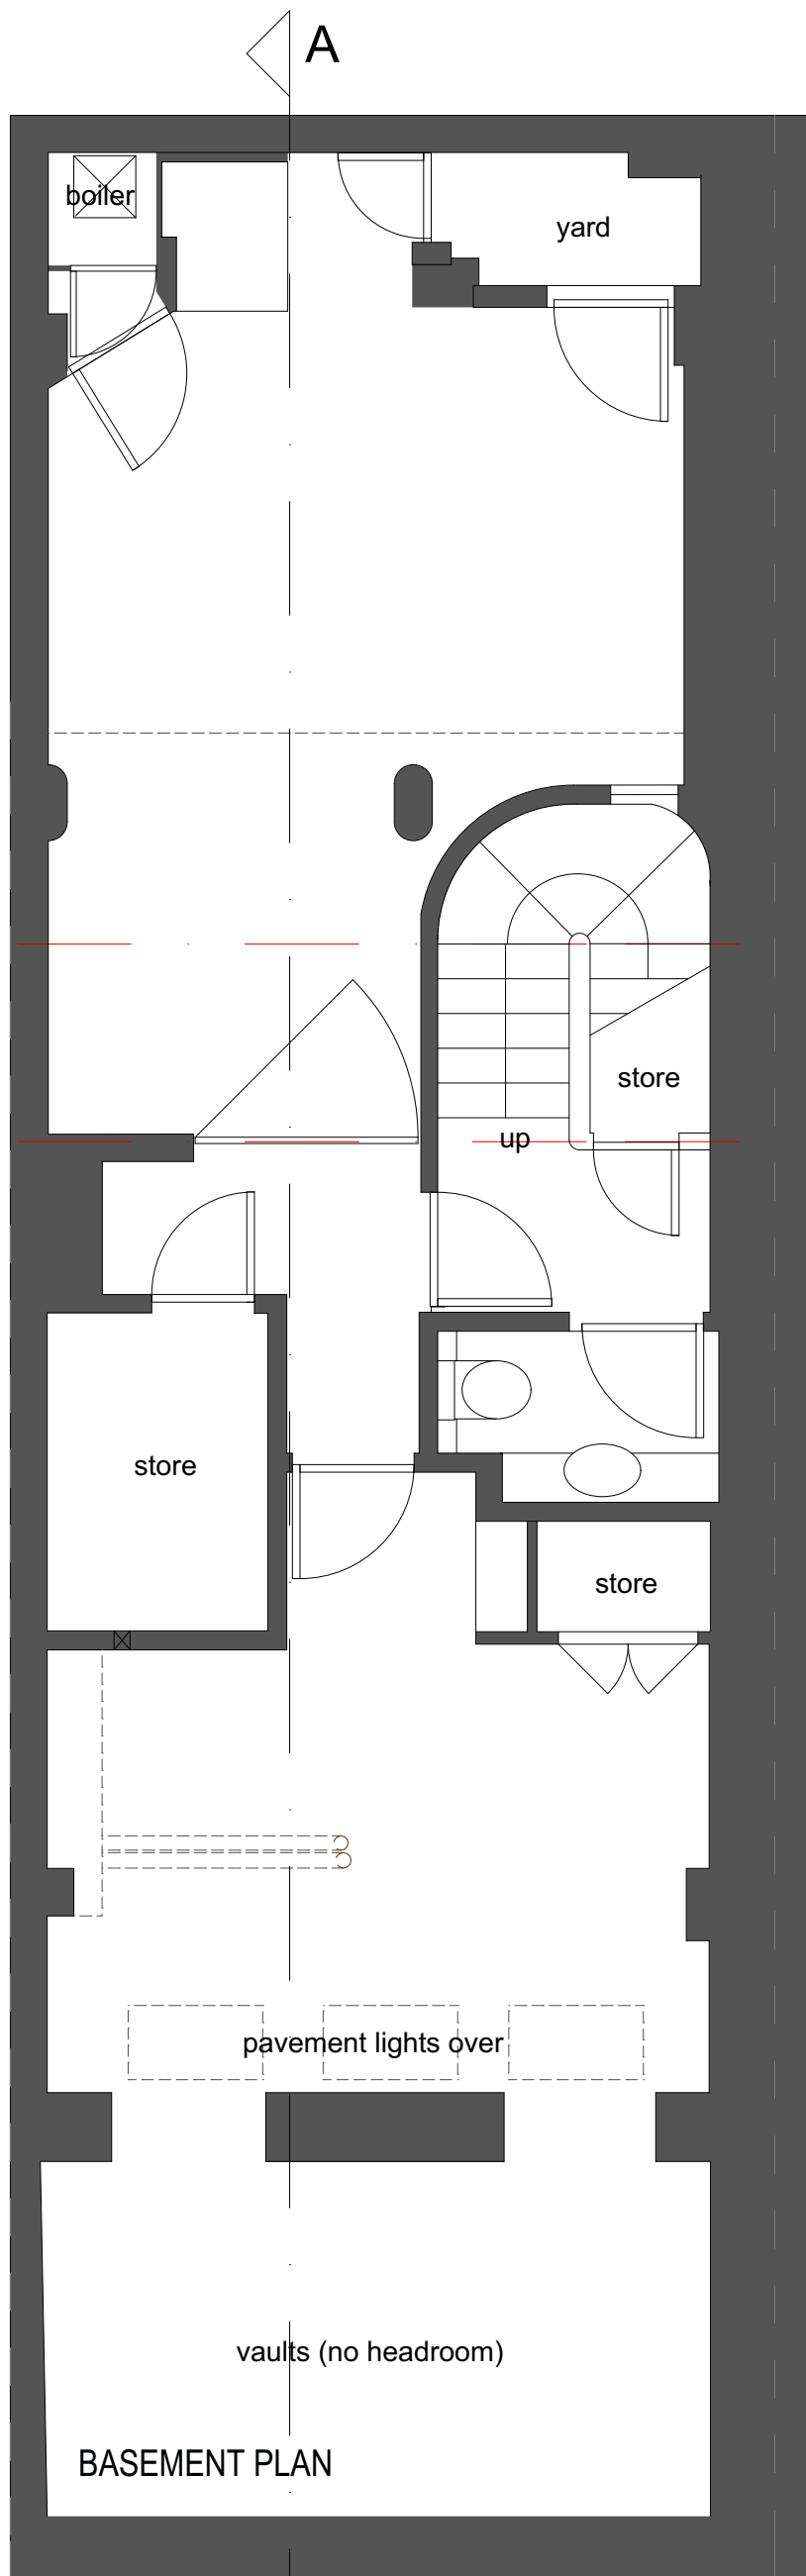 A
boiler
yard
store
up
store
store
pavement lights over
vaults (no headroom)
BASEMENT PLAN